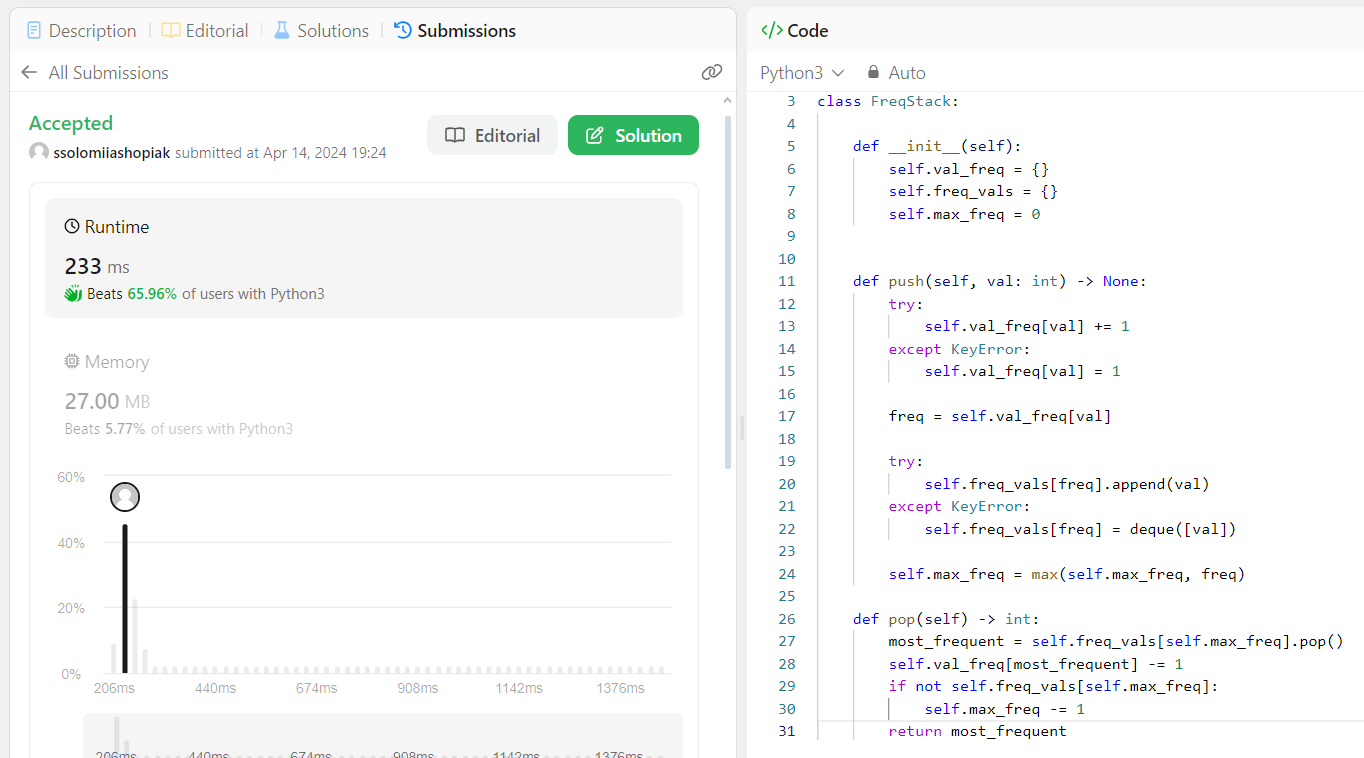 Description Editorial Solutions Submissions
All Submissions
Accepted
ssolomiiashopiak submitted at Apr 14, 2024 19:24
Editorial
Solution
Runtime
233 ms
Beats 65.96% of users with Python3
Memory
27.00 MB
Beats 5.77% of users with Python3
60%
40%
20%
0%
206ms 440ms 674ms 908ms 1142ms 1376ms
206ms 440ms 674ms 908ms 1142ms 1376ms
</> Code
Python3 Auto
3 class FreqStack:
4
5 def __init__(self):
6 self.val_freq = {}
7 self.freq_vals = {}
8 self.max_freq = 0
9
10
11 def push(self, val: int) -> None:
12 try:
13 self.val_freq[val] += 1
14 except KeyError:
15 self.val_freq[val] = 1
16
17 freq = self.val_freq[val]
18
19 try:
20 self.freq_vals[freq].append(val)
21 except KeyError:
22 self.freq_vals[freq] = deque([val])
23
24 self.max_freq = max(self.max_freq, freq)
25
26 def pop(self) -> int:
27 most_frequent = self.freq_vals[self.max_freq].pop()
28 self.val_freq[most_frequent] -= 1
29 if not self.freq_vals[self.max_freq]:
30 self.max_freq -= 1
31 return most_frequent